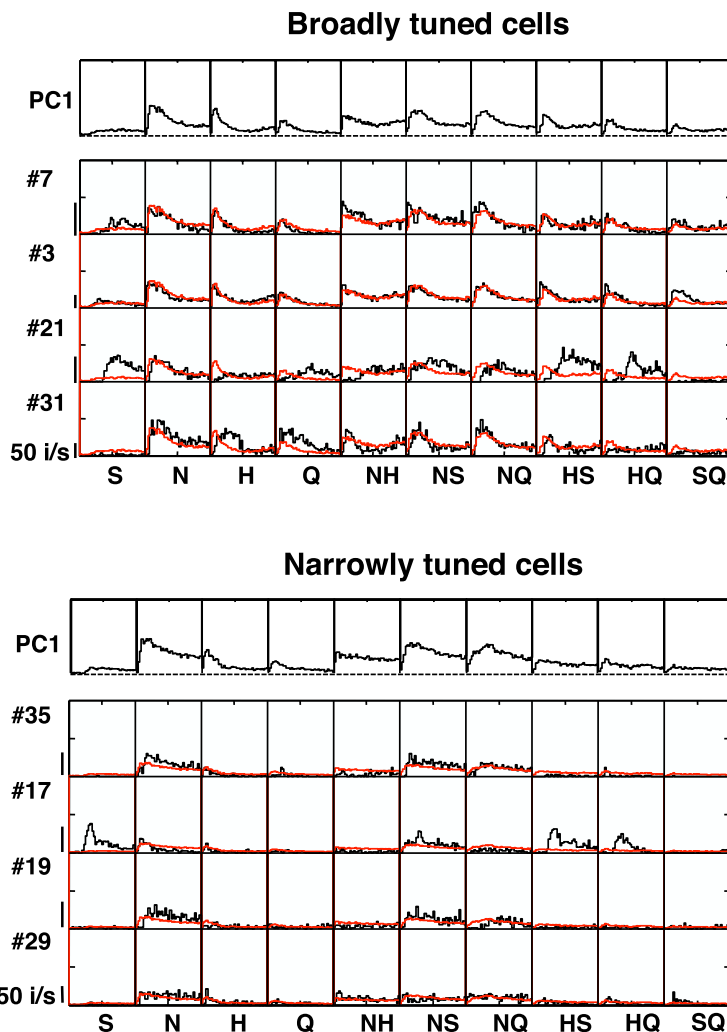 Broadly tuned cells
PC1
#7
#3
#21
#31
50 i/s
S N H Q NH NS NQ HS HQ SQ
Narrowly tuned cells
PC1
#35
#17
#19
#29
50 i/s
S N H Q NH NS NQ HS HQ SQ